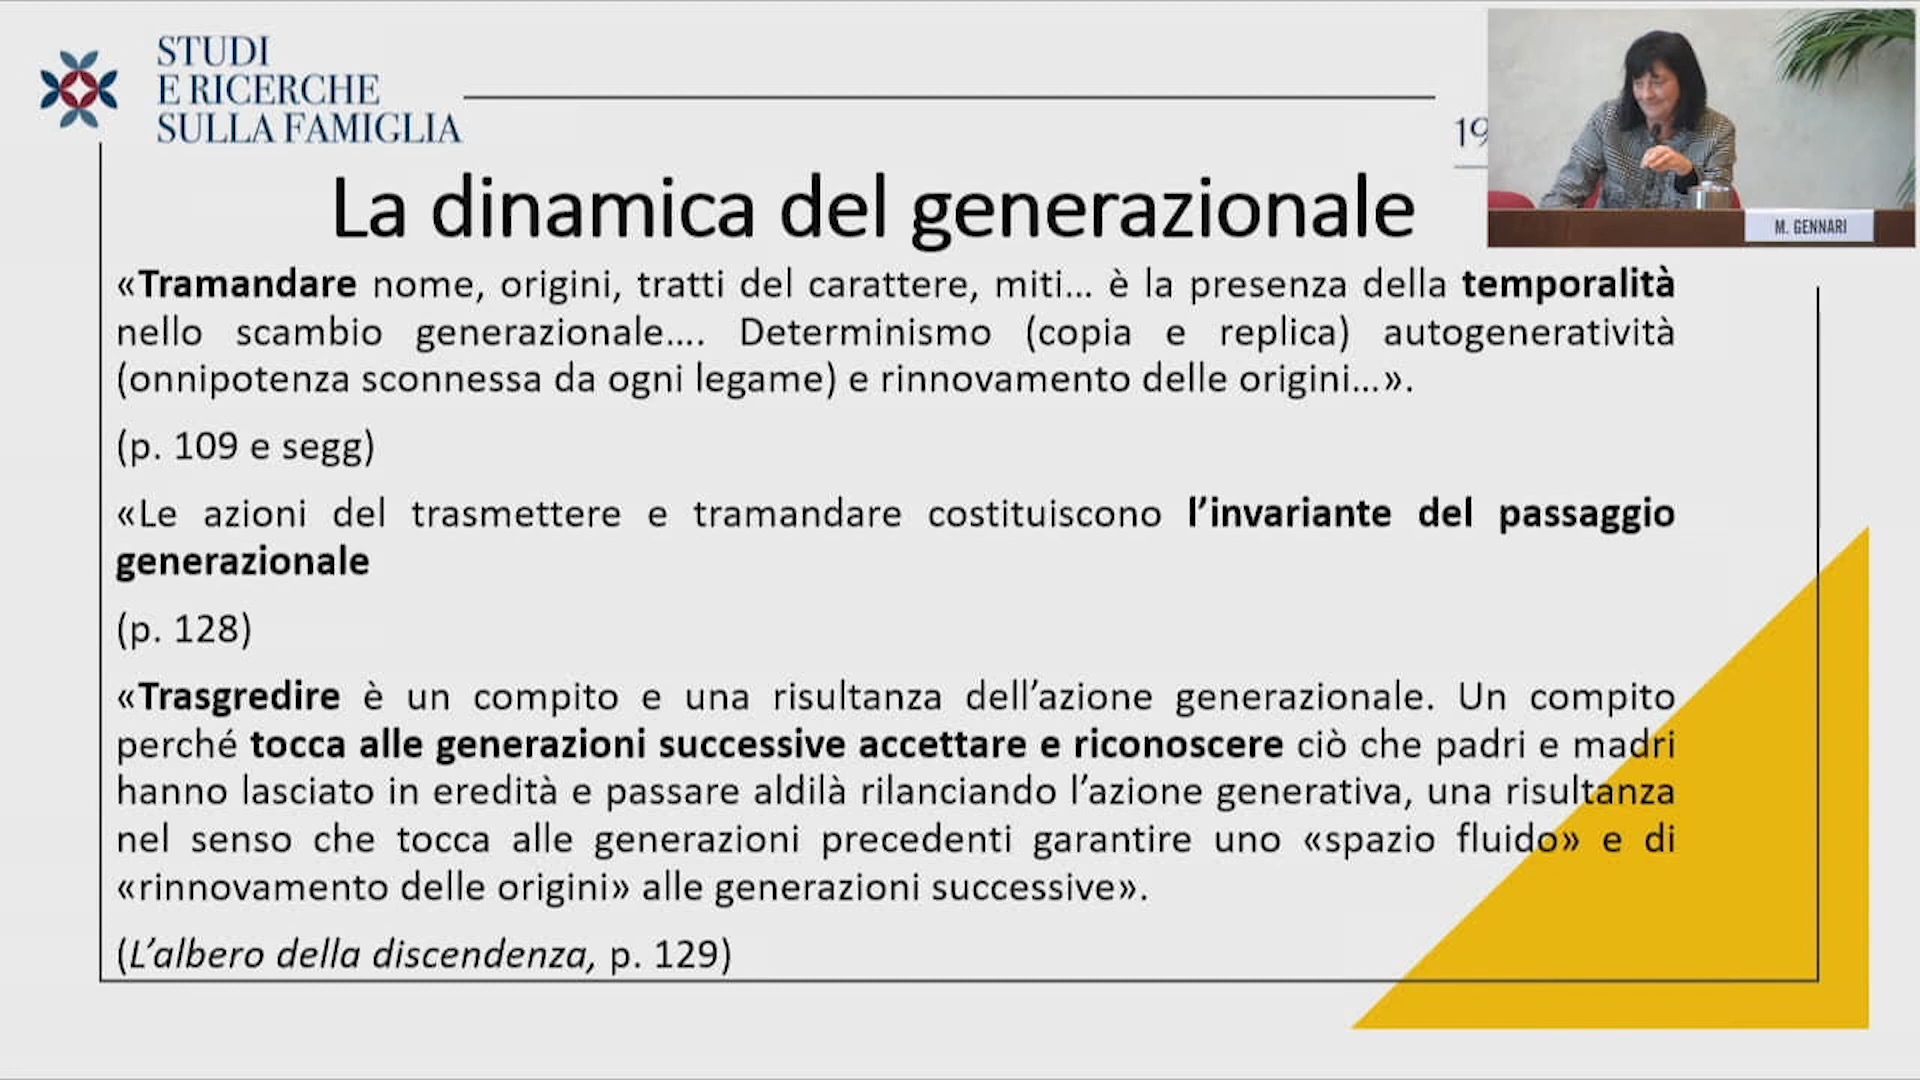 STUDI
E RICERCHE
SULLA FAMIGLIA
19
M. GENNARI
La dinamica del generazionale
«Tramandare nome, origini, tratti del carattere, miti… è la presenza della temporalità
nello scambio generazionale…. Determinismo (copia e replica) autogeneratività
(onnipotenza sconnessa da ogni legame) e rinnovamento delle origini…».
(p. 109 e segg)
«Le azioni del trasmettere e tramandare costituiscono l’invariante del passaggio
generazionale
(p. 128)
«Trasgredire è un compito e una risultanza dell’azione generazionale. Un compito
perché tocca alle generazioni successive accettare e riconoscere ciò che padri e madri
hanno lasciato in eredità e passare aldilà rilanciando l’azione generativa, una risultanza
nel senso che tocca alle generazioni precedenti garantire uno «spazio fluido» e di
«rinnovamento delle origini» alle generazioni successive».
(L’albero della discendenza, p. 129)